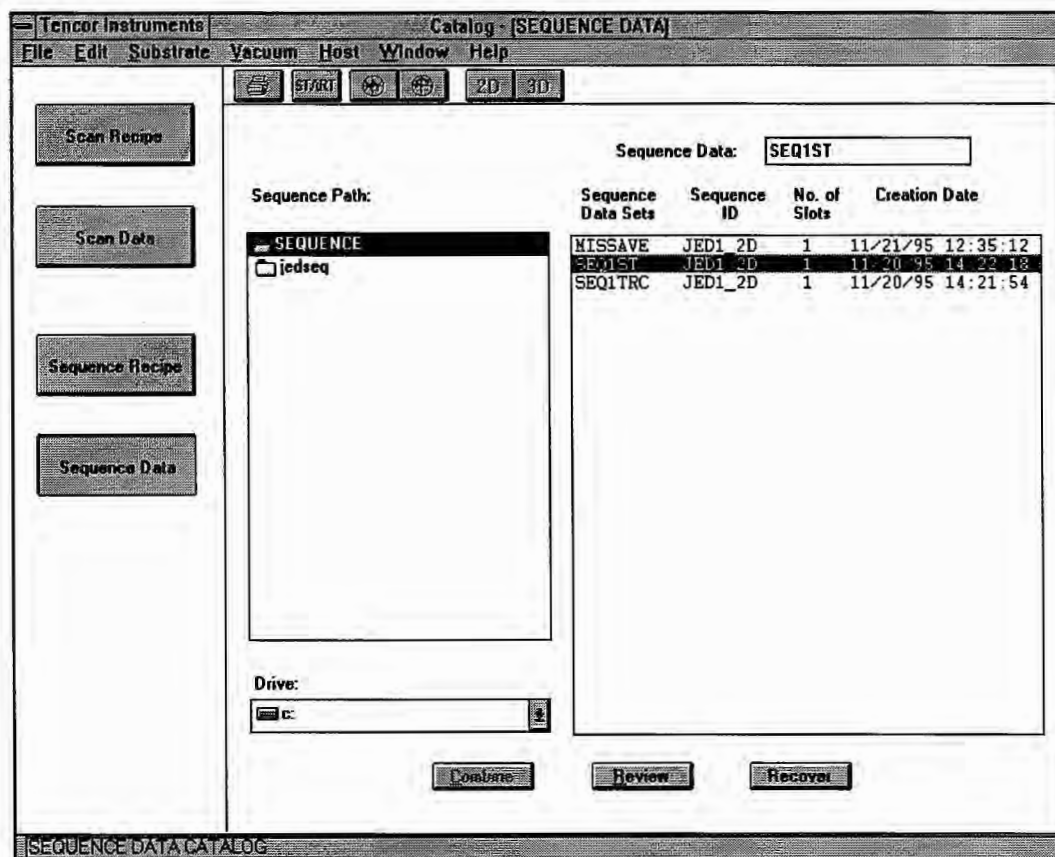 Tencor Instruments Catalog - [SEQUENCE DATA]
File Edit Substrate Vacuum Host Window Help
START 2D 3D
Scan Recipe
Scan Data
Sequence Recipe
Sequence Data
Sequence Data: SEQ1ST
Sequence Path:
SEQUENCE
jedseq
Drive:
c:
Sequence Data Sets Sequence ID No. of Slots Creation Date
MISSAVE JED1_2D 1 11/21/95 12:35:12
SEQ1ST JED1_2D 1 11/20/95 14:22:18
SEQ1TRC JED1_2D 1 11/20/95 14:21:54
Combine Review Recover
SEQUENCE DATA CATALOG